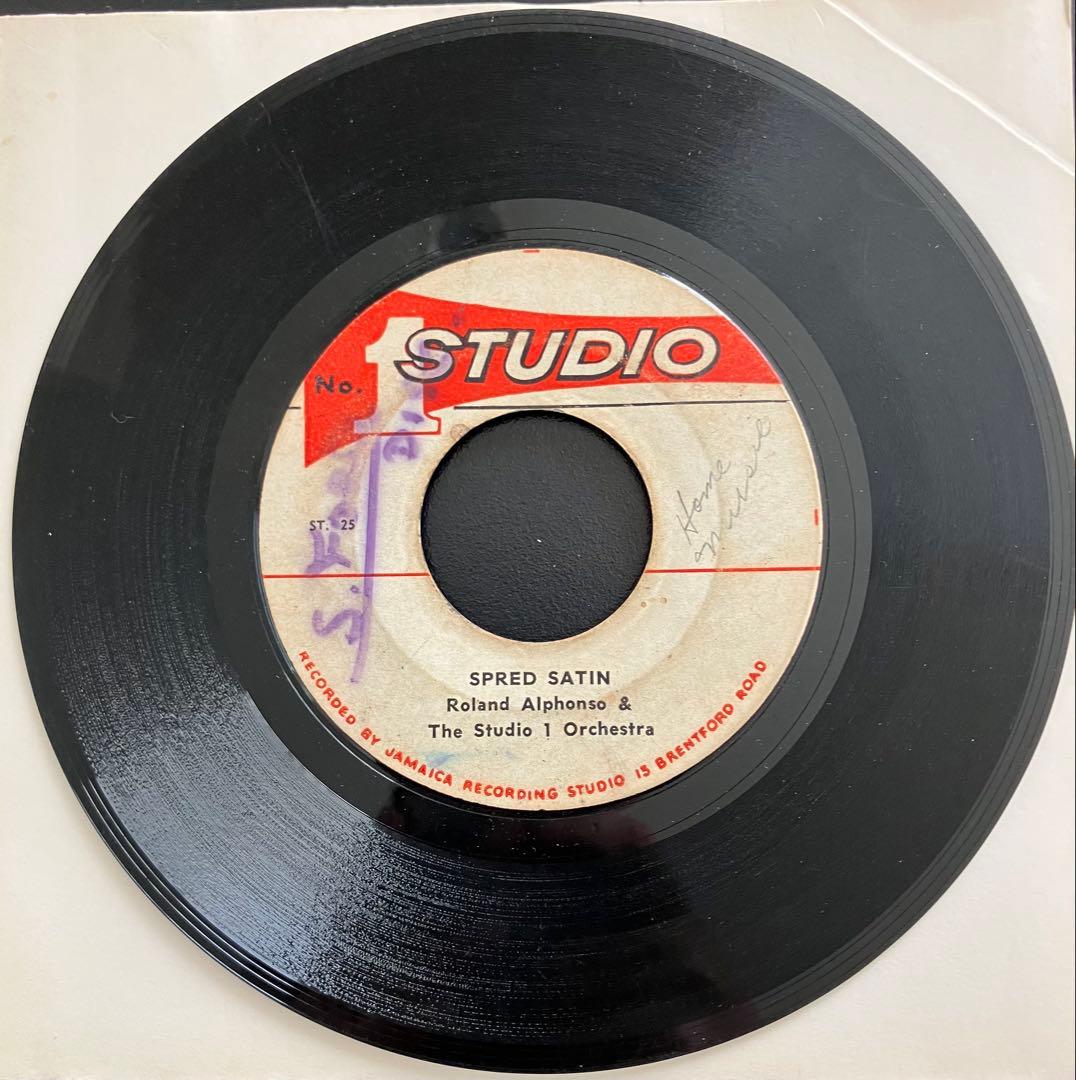 No. 1 STUDIO
ST. 25
Home
Music
SPRED SATIN
Roland Alphonso &
The Studio 1 Orchestra
RECORDED BY JAMAICA RECORDING STUDIO 13 BRENTFORD ROAD